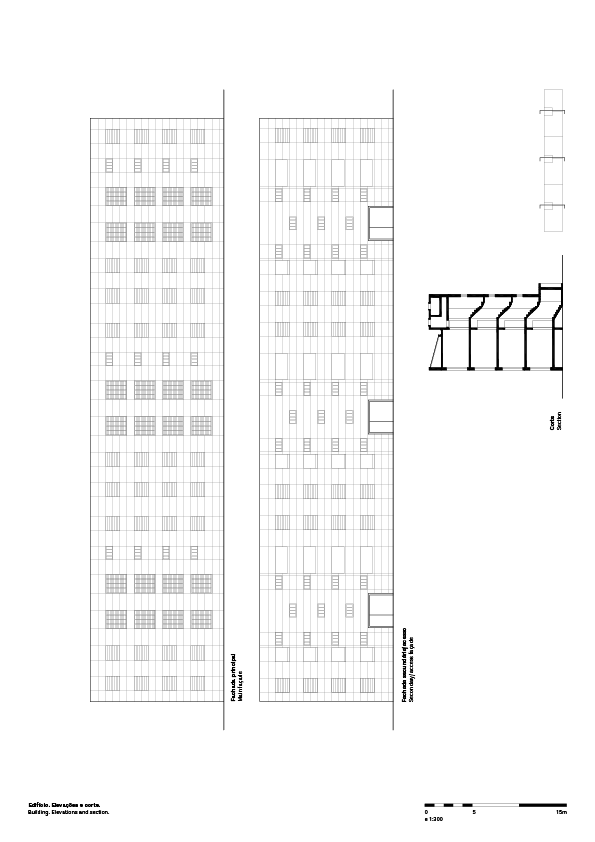 Corte
Section
Fachada principal
Main façade
Fachada secundária/acesso
Secondary/access façade
Edifício. Elevações e corte.
Building. Elevations and section.
0 5 15m
e 1:200